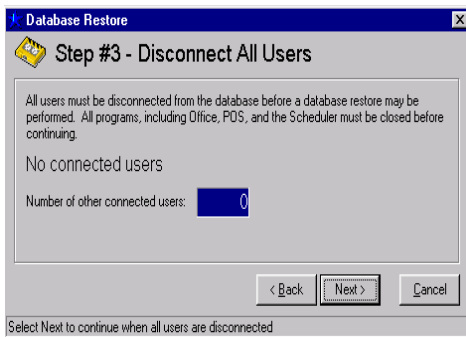 Database Restore
Step #3 - Disconnect All Users
All users must be disconnected from the database before a database restore may be
performed. All programs, including Office, POS, and the Scheduler must be closed before
continuing.
No connected users
Number of other connected users: 0
< Back Next > Cancel
Select Next to continue when all users are disconnected